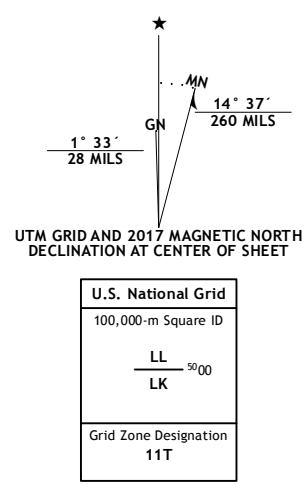 ★
MN
GN
14° 37´
260 MILS
1° 33´
28 MILS
UTM GRID AND 2017 MAGNETIC NORTH
DECLINATION AT CENTER OF SHEET
U.S. National Grid
100,000-m Square ID
LL
5000
LK
Grid Zone Designation
11T